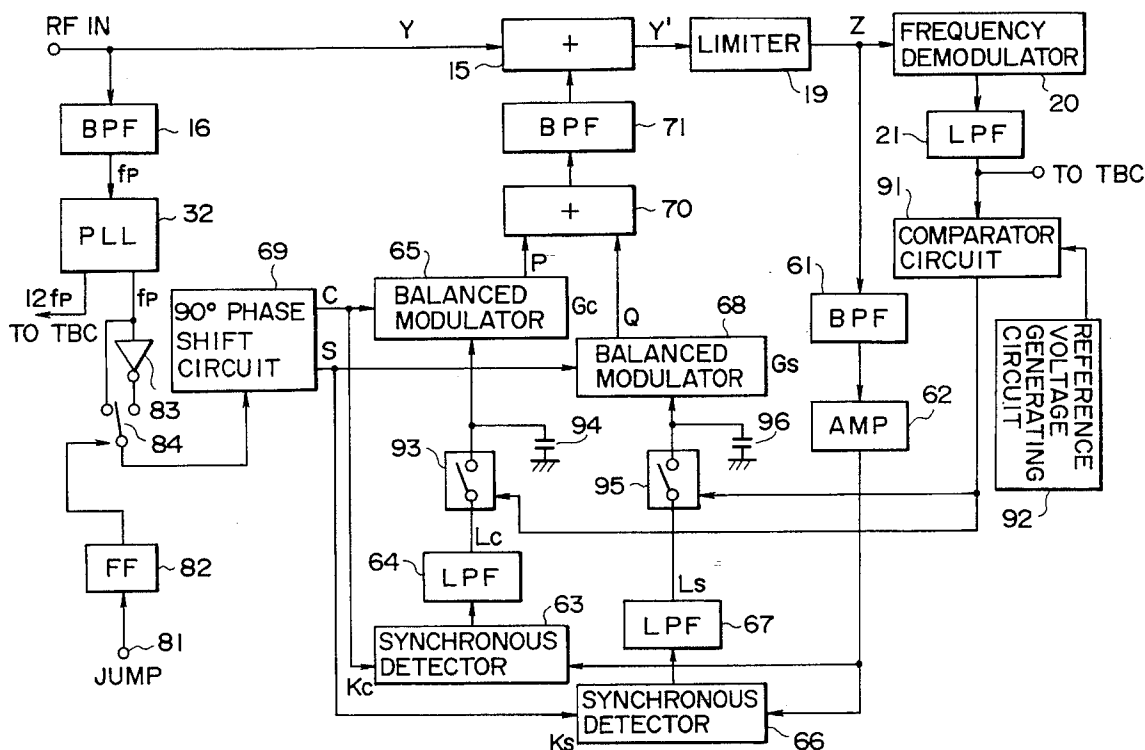 RF IN
Y
+
15
Y'
LIMITER
19
Z
FREQUENCY
DEMODULATOR
20
BPF
16
fP
BPF
71
LPF
21
TO TBC
PLL
32
+
70
91
COMPARATOR
CIRCUIT
12fP
TO TBC
fP
69
90° PHASE
SHIFT
CIRCUIT
C
S
65
BALANCED
MODULATOR
P
Gc
Q
68
BALANCED
MODULATOR
Gs
61
BPF
REFERENCE
VOLTAGE
GENERATING
CIRCUIT
92
83
84
62
AMP
93
94
95
96
Lc
Ls
FF
82
64
LPF
81
JUMP
63
SYNCHRONOUS
DETECTOR
Kc
LPF
67
SYNCHRONOUS
DETECTOR
Ks
66